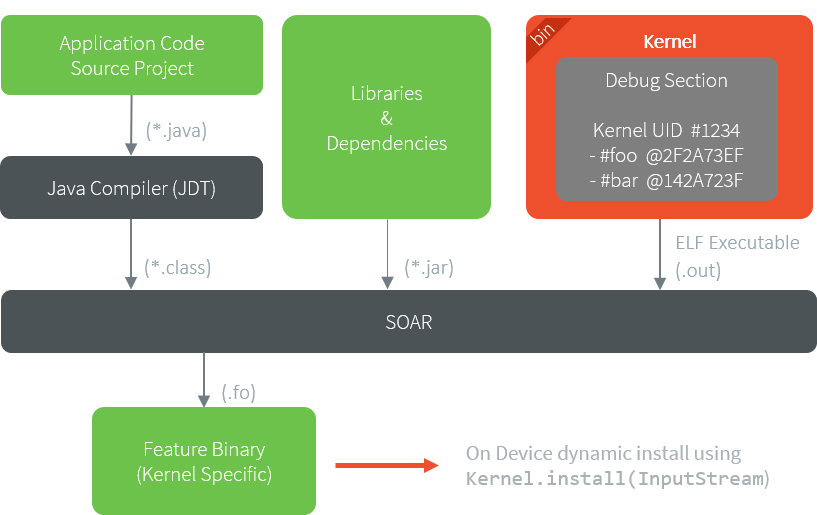 Application Code
Source Project
(*.java)
Java Compiler (JDT)
(*.class)
Libraries
&
Dependencies
(*.jar)
bin
Kernel
Debug Section
Kernel UID #1234
- #foo @2F2A73EF
- #bar @142A723F
ELF Executable
(.out)
SOAR
(.fo)
Feature Binary
(Kernel Specific)
On Device dynamic install using
Kernel.install(InputStream)